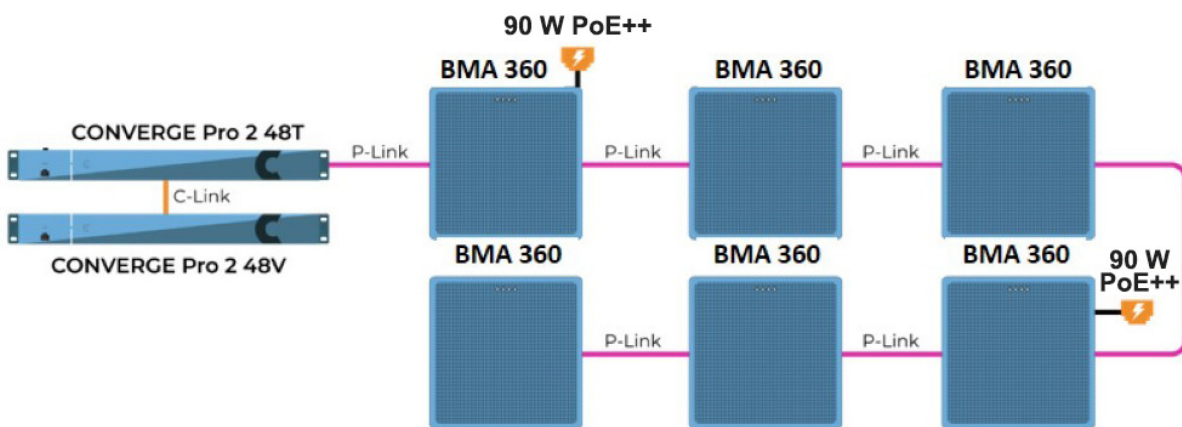 90 W PoE++
BMA 360
BMA 360
BMA 360
CONVERGE Pro 2 48T
P-Link
P-Link
P-Link
C-Link
CONVERGE Pro 2 48V
BMA 360
BMA 360
BMA 360
90 W
PoE++
P-Link
P-Link